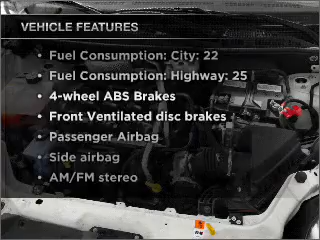 VEHICLE FEATURES
• Fuel Consumption: City: 22
• Fuel Consumption: Highway: 25
• 4-wheel ABS Brakes
• Front Ventilated disc brakes
• Passenger Airbag
• Side airbag
• AM/FM stereo